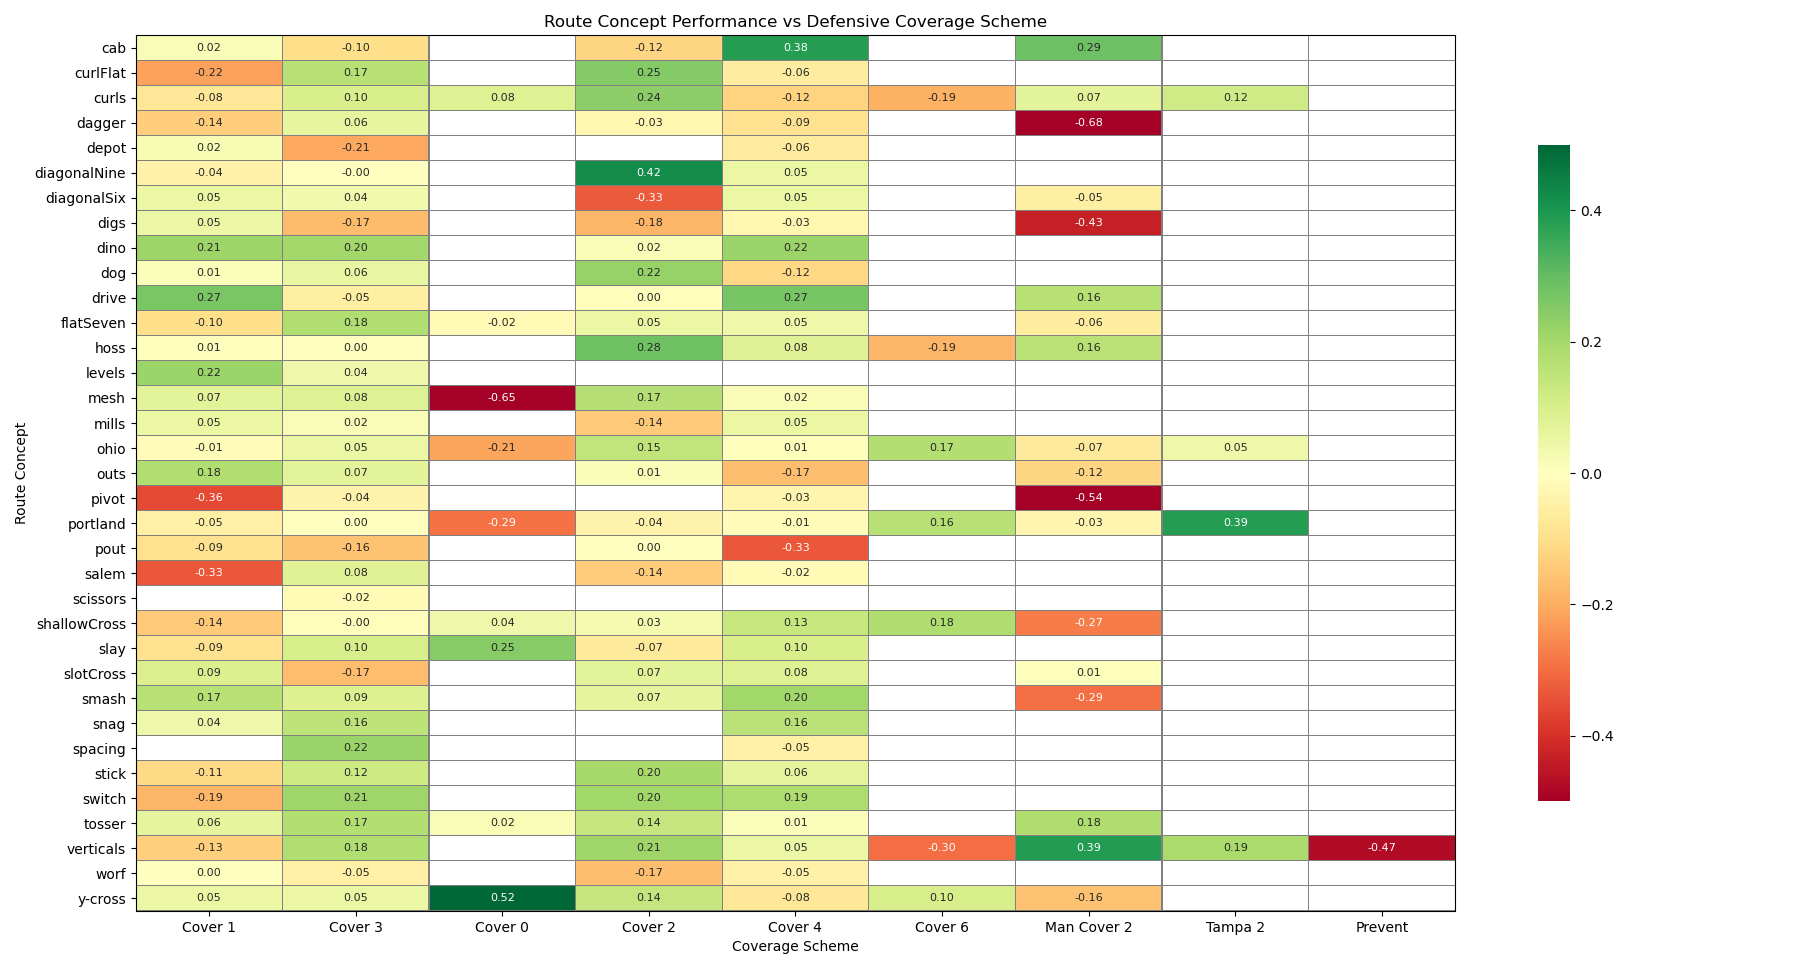 Route Concept Performance vs Defensive Coverage Scheme
cab 0.02 -0.10 -0.12 0.38 0.29
curlFlat -0.22 0.17 0.25 -0.06
curls -0.08 0.10 0.08 0.24 -0.12 -0.19 0.07 0.12
dagger -0.14 0.06 -0.03 -0.09 -0.68
depot 0.02 -0.21 -0.06
diagonalNine -0.04 -0.00 0.42 0.05
diagonalSix 0.05 0.04 -0.33 0.05 -0.05
digs 0.05 -0.17 -0.18 -0.03 -0.43
dino 0.21 0.20 0.02 0.22
dog 0.01 0.06 0.22 -0.12
drive 0.27 -0.05 0.00 0.27 0.16
flatSeven -0.10 0.18 -0.02 0.05 0.05 -0.06
hoss 0.01 0.00 0.28 0.08 -0.19 0.16
levels 0.22 0.04
mesh 0.07 0.08 -0.65 0.17 0.02
mills 0.05 0.02 -0.14 0.05
ohio -0.01 0.05 -0.21 0.15 0.01 0.17 -0.07 0.05
outs 0.18 0.07 0.01 -0.17 -0.12
pivot -0.36 -0.04 -0.03 -0.54
portland -0.05 0.00 -0.29 -0.04 -0.01 0.16 -0.03 0.39
pout -0.09 -0.16 0.00 -0.33
salem -0.33 0.08 -0.14 -0.02
scissors -0.02
shallowCross -0.14 -0.00 0.04 0.03 0.13 0.18 -0.27
slay -0.09 0.10 0.25 -0.07 0.10
slotCross 0.09 -0.17 0.07 0.08 0.01
smash 0.17 0.09 0.07 0.20 -0.29
snag 0.04 0.16 0.16
spacing 0.22 -0.05
stick -0.11 0.12 0.20 0.06
switch -0.19 0.21 0.20 0.19
tosser 0.06 0.17 0.02 0.14 0.01 0.18
verticals -0.13 0.18 0.21 0.05 -0.30 0.39 0.19 -0.47
worf 0.00 -0.05 -0.17 -0.05
y-cross 0.05 0.05 0.52 0.14 -0.08 0.10 -0.16
Cover 1 Cover 3 Cover 0 Cover 2 Cover 4 Cover 6 Man Cover 2 Tampa 2 Prevent
Coverage Scheme
Route Concept
0.4
0.2
0.0
−0.2
−0.4